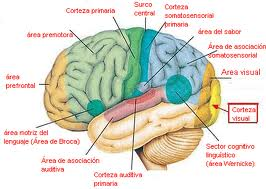 Corteza primaria
Surco
central
Corteza
somatosensorial
primaria
área premotora
área del sabor
Área de asociación
somatosensorial
Area visual
área
prefrontal
Corteza
visual
área motriz del
lenguaje (Área de Broca)
Sector cognitivo
linguístico
(área Wernicke)
Área de asociación
auditiva
Corteza auditiva
primaria